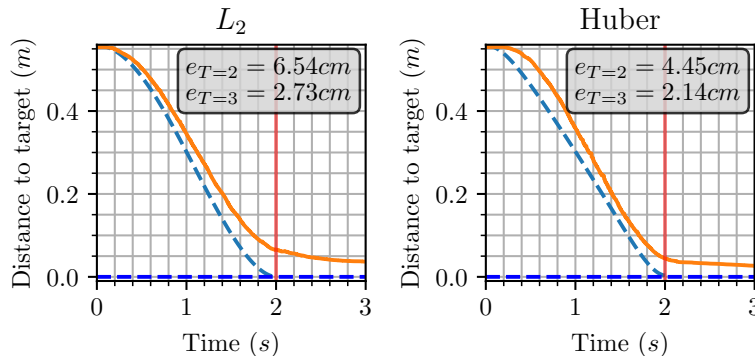 L₂
e_{T=2} = 6.54cm
e_{T=3} = 2.73cm
Distance to target (m)
0.4
0.2
0.0
0 1 2 3
Time (s)
Huber
e_{T=2} = 4.45cm
e_{T=3} = 2.14cm
Distance to target (m)
0.4
0.2
0.0
0 1 2 3
Time (s)